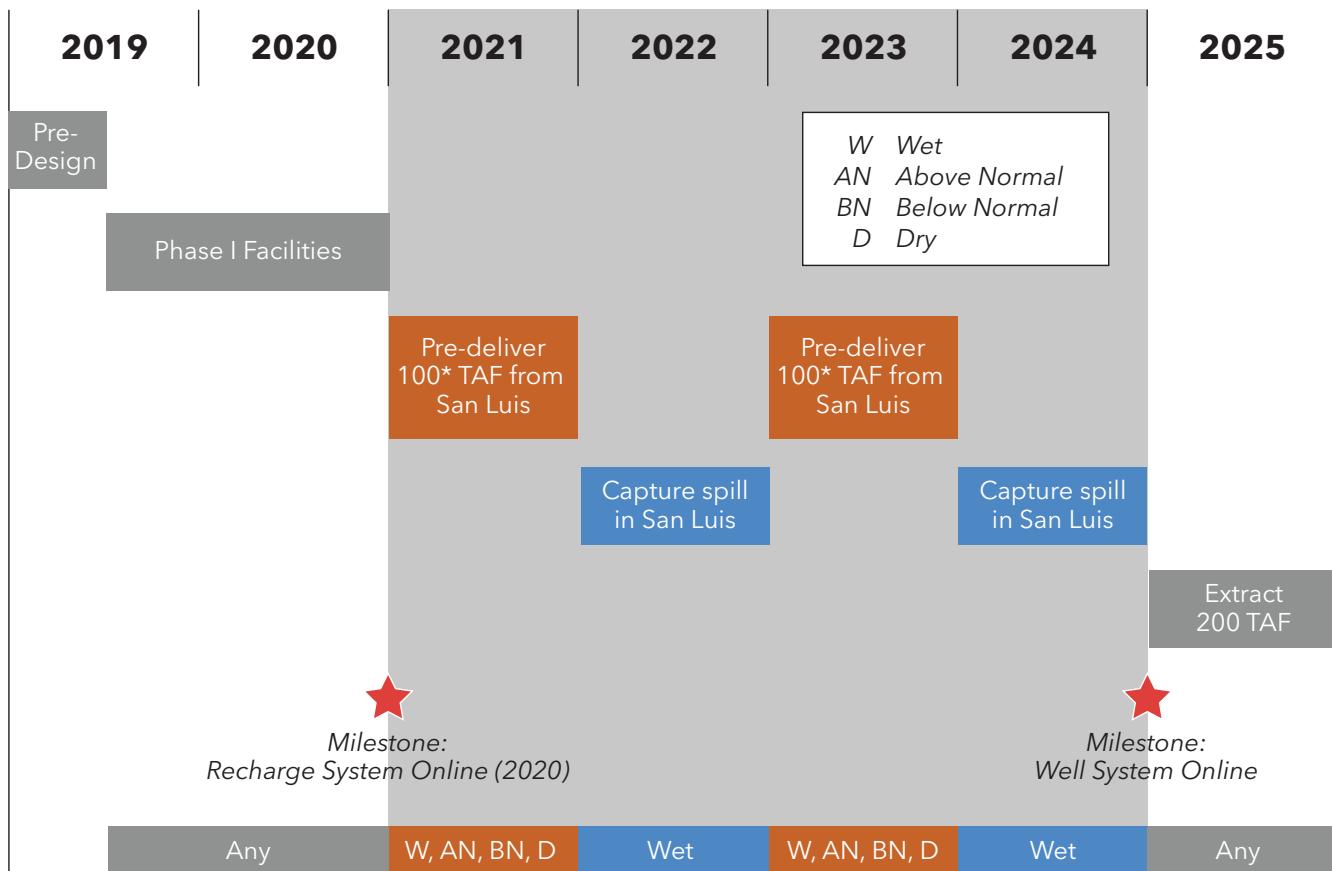 2019 2020 2021 2022 2023 2024 2025
Pre-
Design
W Wet
AN Above Normal
BN Below Normal
D Dry
Phase I Facilities
Pre-deliver
100* TAF from
San Luis
Pre-deliver
100* TAF from
San Luis
Capture spill
in San Luis
Capture spill
in San Luis
Extract
200 TAF
Milestone:
Recharge System Online (2020)
Milestone:
Well System Online
Any W, AN, BN, D Wet W, AN, BN, D Wet Any